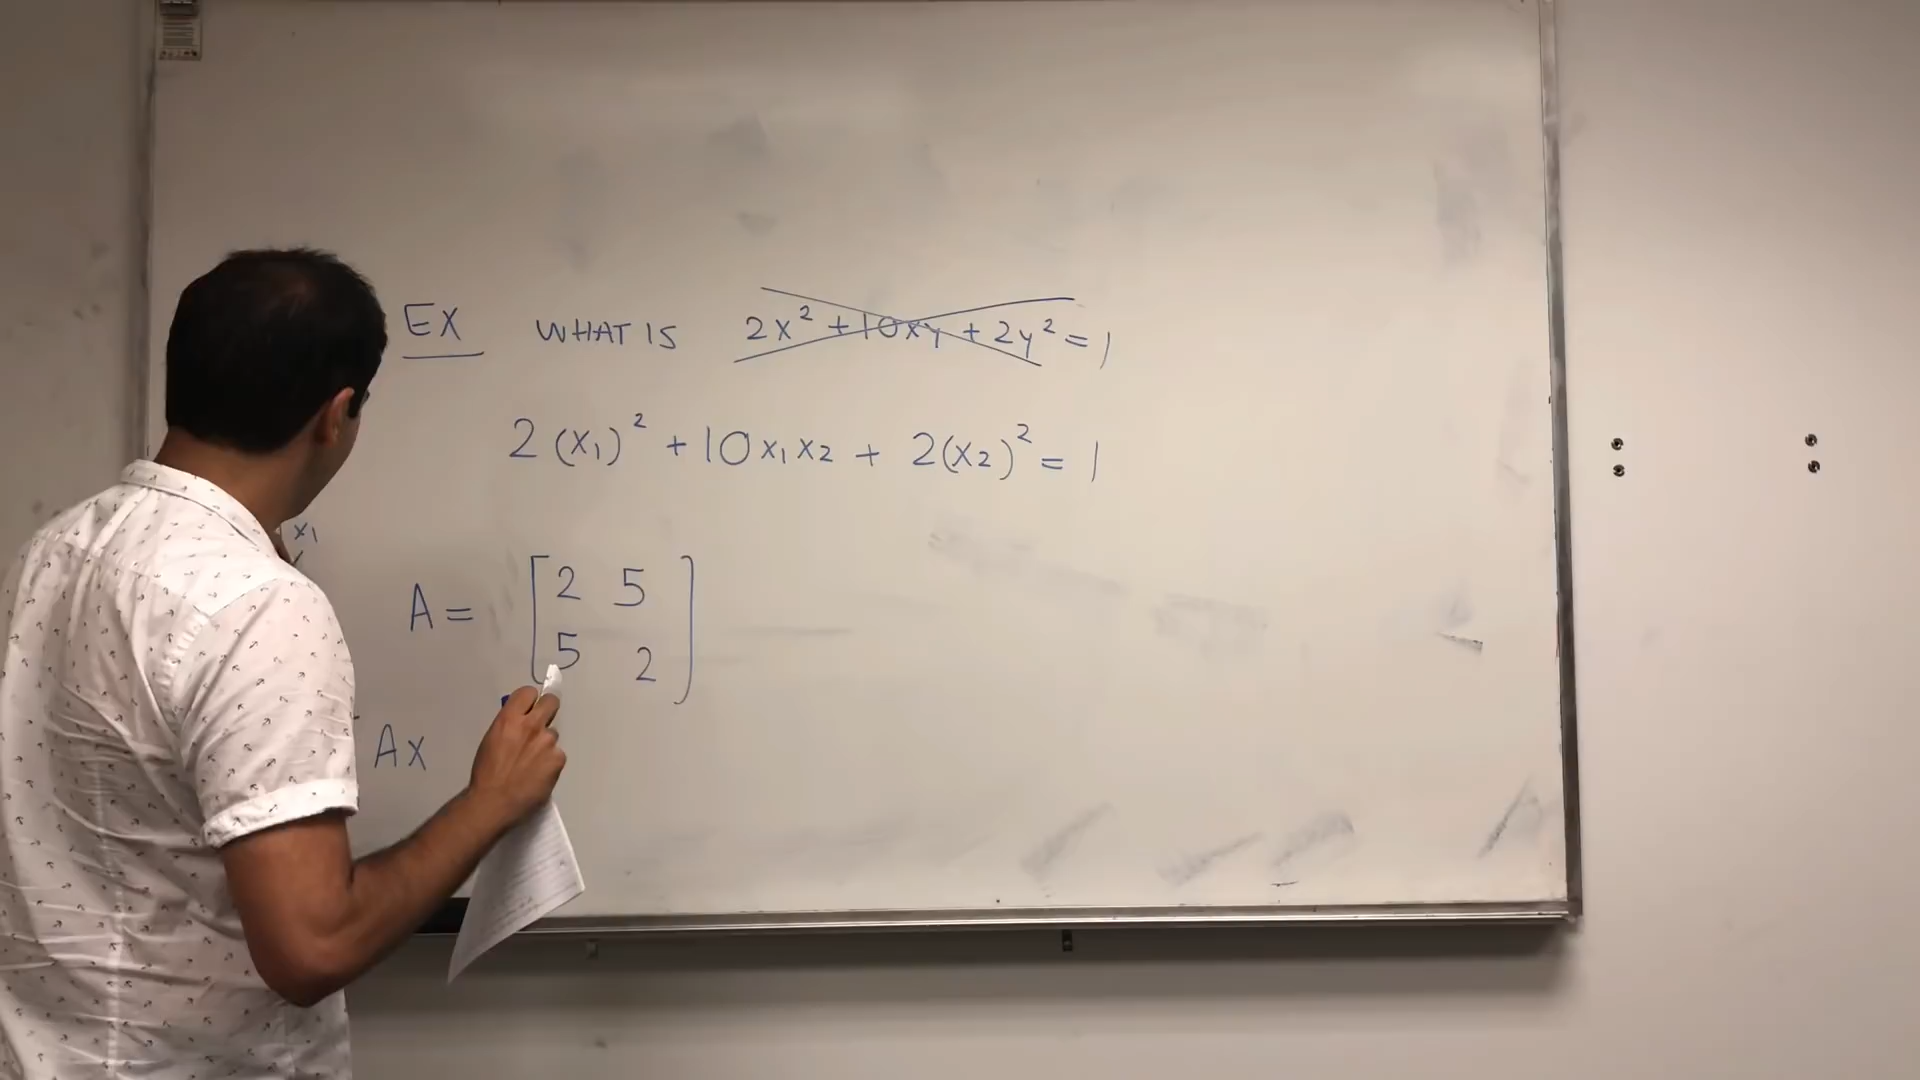 EX WHAT IS 2x² + 10xy + 2y² = 1
2(x₁)² + 10x₁x₂ + 2(x₂)² = 1
x₁
A = [2 5
5 2]
Ax